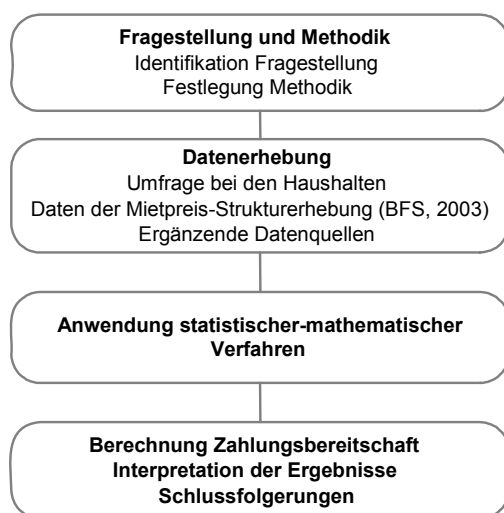 Fragestellung und Methodik
Identifikation Fragestellung
Festlegung Methodik
Datenerhebung
Umfrage bei den Haushalten
Daten der Mietpreis-Strukturerhebung (BFS, 2003)
Ergänzende Datenquellen
Anwendung statistischer-mathematischer
Verfahren
Berechnung Zahlungsbereitschaft
Interpretation der Ergebnisse
Schlussfolgerungen